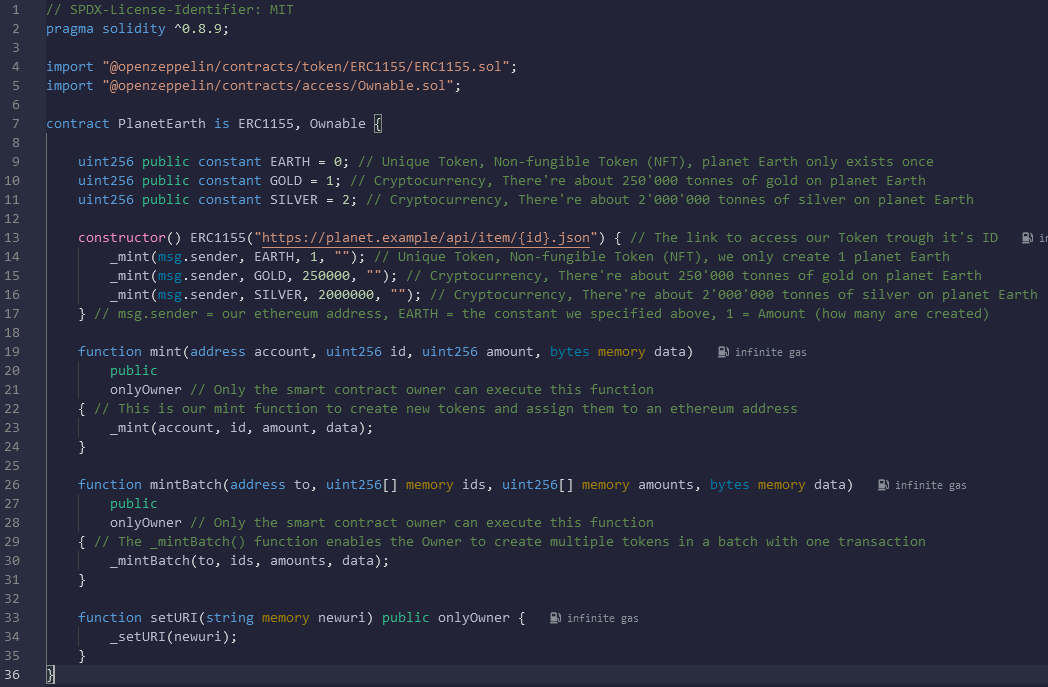 1 // SPDX-License-Identifier: MIT
2 pragma solidity ^0.8.9;
3
4 import "@openzeppelin/contracts/token/ERC1155/ERC1155.sol";
5 import "@openzeppelin/contracts/access/Ownable.sol";
6
7 contract PlanetEarth is ERC1155, Ownable {
8
9 uint256 public constant EARTH = 0; // Unique Token, Non-fungible Token (NFT), planet Earth only exists once
10 uint256 public constant GOLD = 1; // Cryptocurrency, There're about 250'000 tonnes of gold on planet Earth
11 uint256 public constant SILVER = 2; // Cryptocurrency, There're about 2'000'000 tonnes of silver on planet Earth
12
13 constructor() ERC1155("https://planet.example/api/item/{id}.json") { // The link to access our Token trough it's ID
14 _mint(msg.sender, EARTH, 1, ""); // Unique Token, Non-fungible Token (NFT), we only create 1 planet Earth
15 _mint(msg.sender, GOLD, 250000, ""); // Cryptocurrency, There're about 250'000 tonnes of gold on planet Earth
16 _mint(msg.sender, SILVER, 2000000, ""); // Cryptocurrency, There're about 2'000'000 tonnes of silver on planet Earth
17 } // msg.sender = our ethereum address, EARTH = the constant we specified above, 1 = Amount (how many are created)
18
19 function mint(address account, uint256 id, uint256 amount, bytes memory data) infinite gas
20 public
21 onlyOwner // Only the smart contract owner can execute this function
22 { // This is our mint function to create new tokens and assign them to an ethereum address
23 _mint(account, id, amount, data);
24 }
25
26 function mintBatch(address to, uint256[] memory ids, uint256[] memory amounts, bytes memory data) infinite gas
27 public
28 onlyOwner // Only the smart contract owner can execute this function
29 { // The _mintBatch() function enables the Owner to create multiple tokens in a batch with one transaction
30 _mintBatch(to, ids, amounts, data);
31 }
32
33 function setURI(string memory newuri) public onlyOwner { infinite gas
34 _setURI(newuri);
35 }
36 }